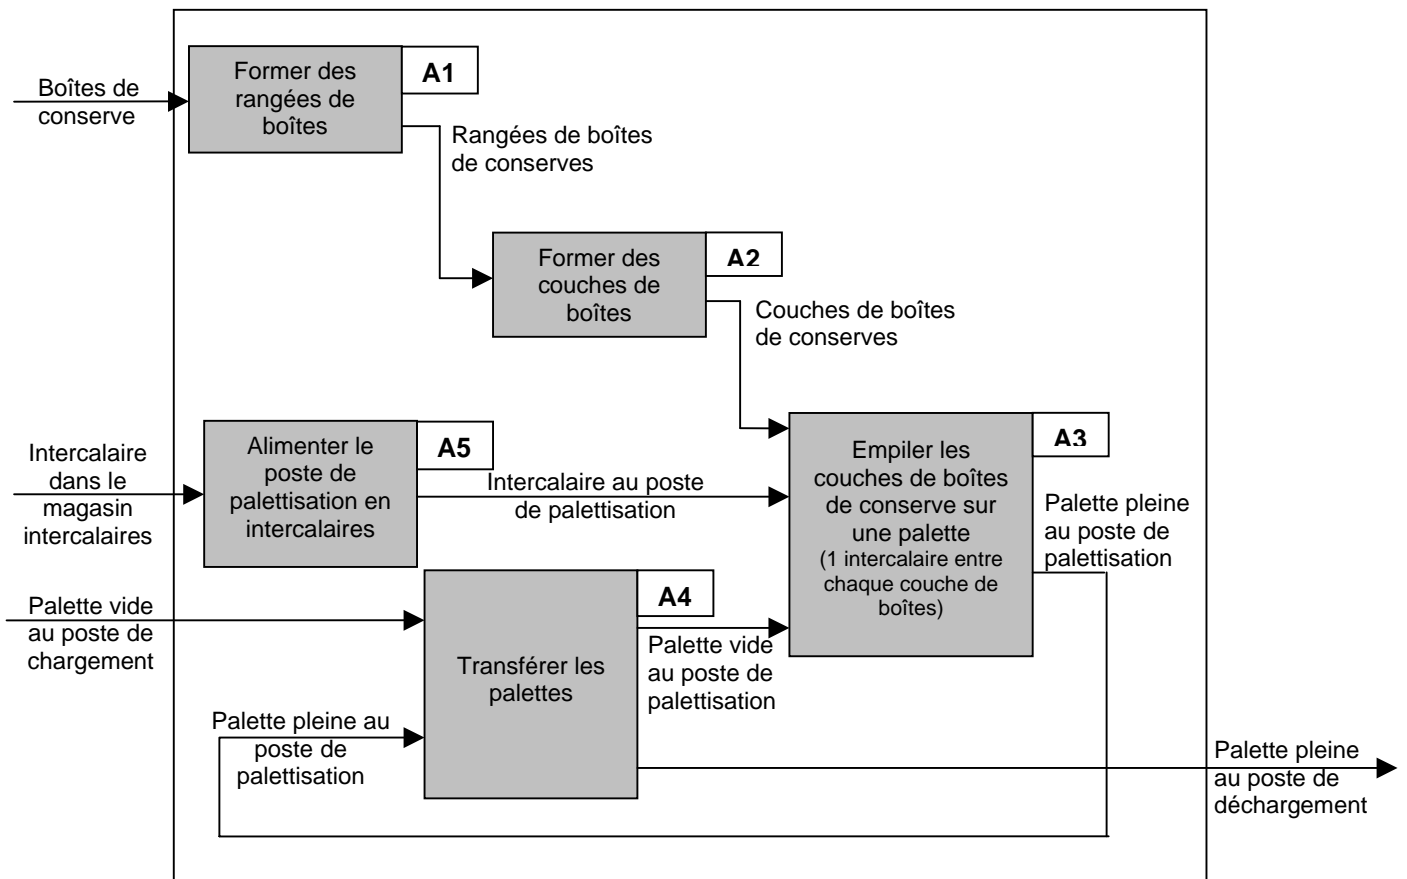 Former des
rangées de
boîtes
A1
Boîtes de
conserve
Rangées de boîtes
de conserves
Former des
couches de
boîtes
A2
Couches de boîtes
de conserves
Alimenter le
poste de
palettisation en
intercalaires
A5
Intercalaire
dans le
magasin
intercalaires
Intercalaire au poste
de palettisation
Empiler les
couches de boîtes
de conserve sur
une palette
(1 intercalaire entre
chaque couche de
boîtes)
A3
Palette pleine
au poste de
palettisation
Palette vide
au poste de
chargement
A4
Transférer les
palettes
Palette vide
au poste de
palettisation
Palette pleine au
poste de
palettisation
Palette pleine
au poste de
déchargement